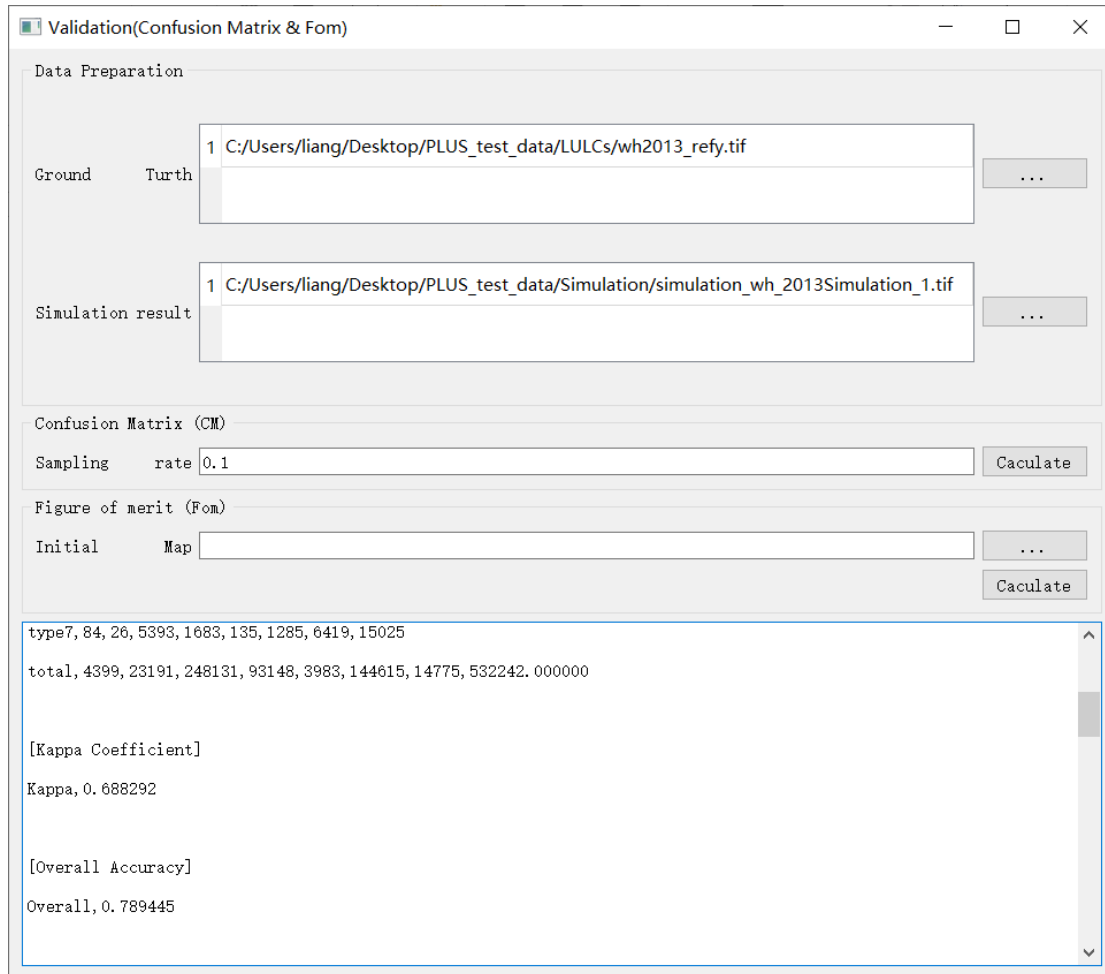 Validation(Confusion Matrix & Fom)
Data Preparation
Ground Turth
1 C:/Users/liang/Desktop/PLUS_test_data/LULCs/wh2013_refy.tif
...
Simulation result
1 C:/Users/liang/Desktop/PLUS_test_data/Simulation/simulation_wh_2013Simulation_1.tif
...
Confusion Matrix (CM)
Sampling rate 0.1 Caculate
Figure of merit (Fom)
Initial Map ...
Caculate
type7,84,26,5393,1683,135,1285,6419,15025
total,4399,23191,248131,93148,3983,144615,14775,532242.000000
[Kappa Coefficient]
Kappa,0.688292
[Overall Accuracy]
Overall,0.789445